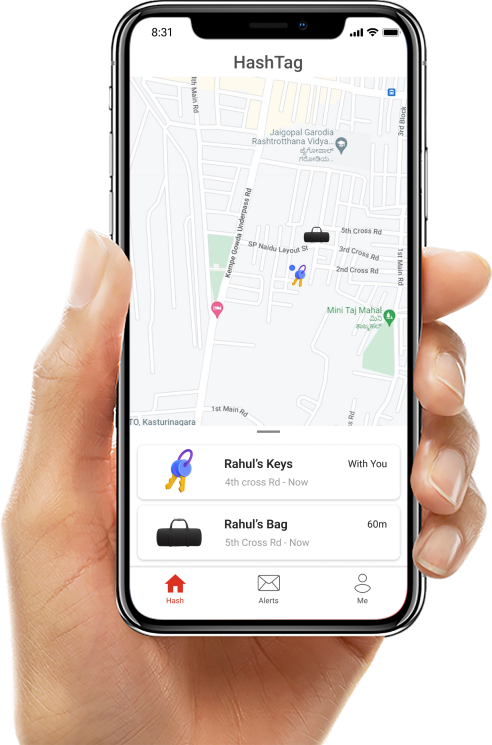 8:31
HashTag
4th Main Rd
3rd Block
Jaigopal Garodia
Rashtrotthana Vidya...
ಜೈಗೋಪಾಲ್
ಗರೋಡಿಯ...
Kempe Gowda Underpass Rd
5th Cross Rd
SP Naidu Layout St
3rd Cross Rd
2nd Cross Rd
1st Main Rd
Mini Taj Mahal
ಮಿನಿ
ತಾಜ್ಮಹಲ್
1st Main Rd
Rd
TO, Kasturinagara
Rahul's Keys
With You
4th cross Rd - Now
Rahul's Bag
60m
5th Cross Rd - Now
Hash
Alerts
Me